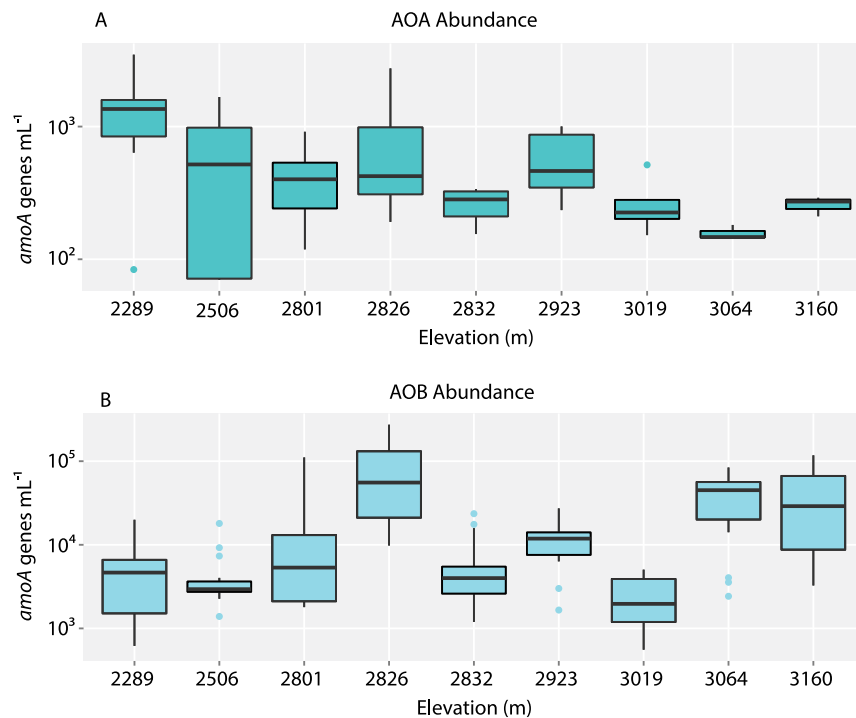 A
AOA Abundance
amoA genes mL⁻¹
10³
10²
2289 2506 2801 2826 2832 2923 3019 3064 3160
Elevation (m)
B
AOB Abundance
amoA genes mL⁻¹
10⁵
10⁴
10³
2289 2506 2801 2826 2832 2923 3019 3064 3160
Elevation (m)